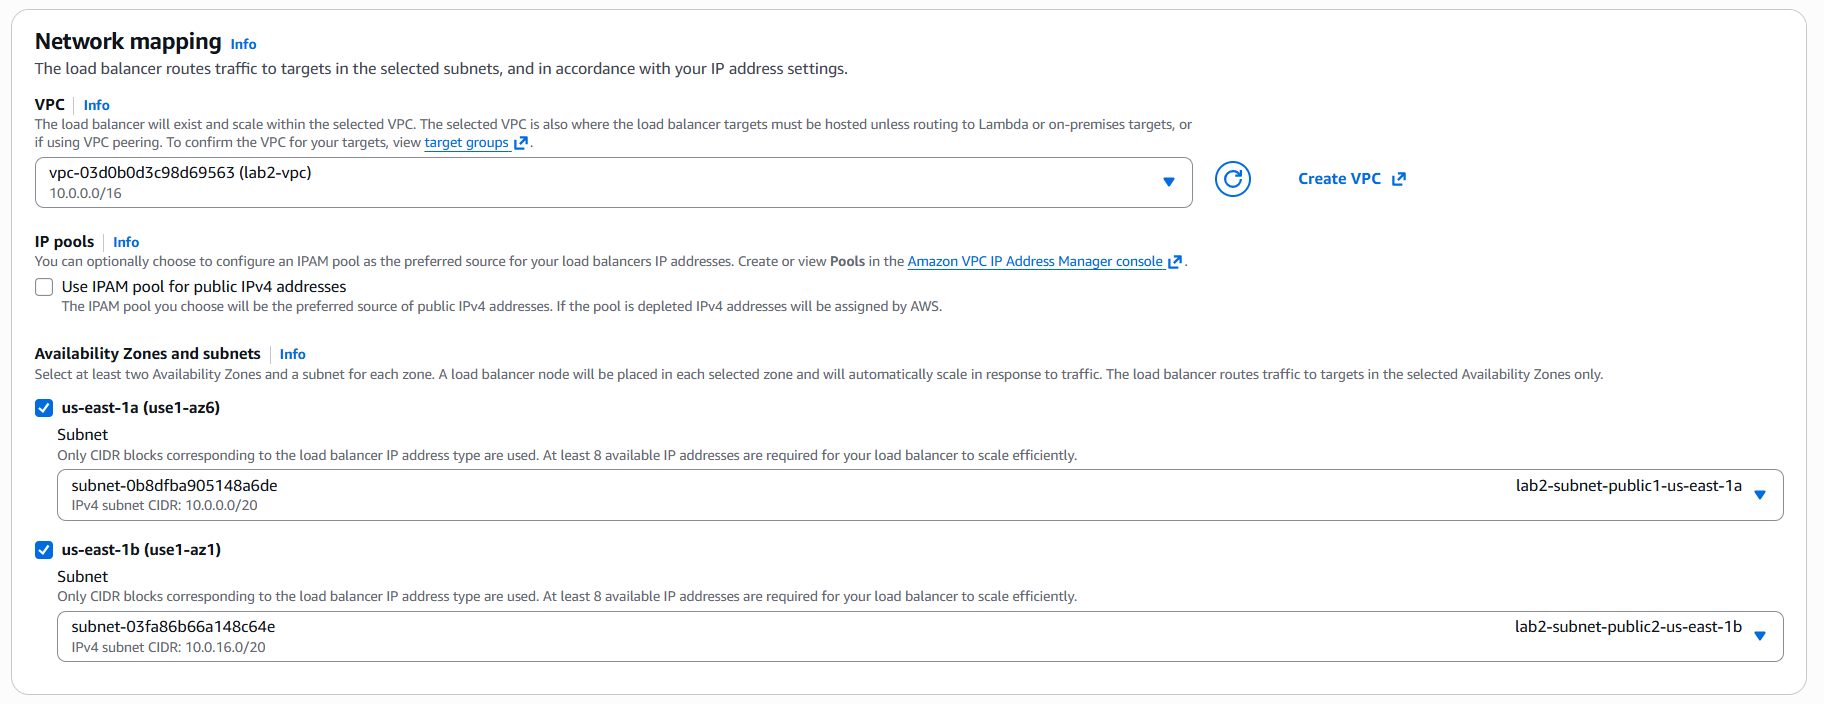 Network mapping Info
The load balancer routes traffic to targets in the selected subnets, and in accordance with your IP address settings.
VPC Info
The load balancer will exist and scale within the selected VPC. The selected VPC is also where the load balancer targets must be hosted unless routing to Lambda or on-premises targets, or
if using VPC peering. To confirm the VPC for your targets, view target groups.
vpc-03d0b0d3c98d69563 (lab2-vpc)
10.0.0.0/16
Create VPC
IP pools Info
You can optionally choose to configure an IPAM pool as the preferred source for your load balancers IP addresses. Create or view Pools in the Amazon VPC IP Address Manager console.
Use IPAM pool for public IPv4 addresses
The IPAM pool you choose will be the preferred source of public IPv4 addresses. If the pool is depleted IPv4 addresses will be assigned by AWS.
Availability Zones and subnets Info
Select at least two Availability Zones and a subnet for each zone. A load balancer node will be placed in each selected zone and will automatically scale in response to traffic. The load balancer routes traffic to targets in the selected Availability Zones only.
us-east-1a (use1-az6)
Subnet
Only CIDR blocks corresponding to the load balancer IP address type are used. At least 8 available IP addresses are required for your load balancer to scale efficiently.
subnet-0b8dfba905148a6de lab2-subnet-public1-us-east-1a
IPv4 subnet CIDR: 10.0.0.0/20
us-east-1b (use1-az1)
Subnet
Only CIDR blocks corresponding to the load balancer IP address type are used. At least 8 available IP addresses are required for your load balancer to scale efficiently.
subnet-03fa86b66a148c64e lab2-subnet-public2-us-east-1b
IPv4 subnet CIDR: 10.0.16.0/20